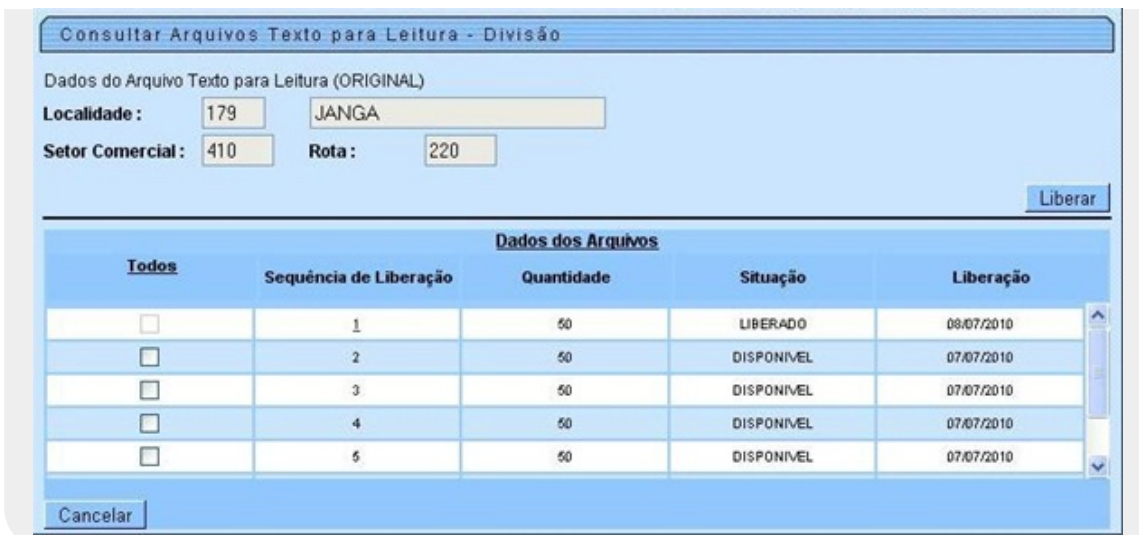 Consultar Arquivos Texto para Leitura - Divisão
Dados do Arquivo Texto para Leitura (ORIGINAL)
Localidade : 179 JANGA
Setor Comercial : 410 Rota : 220
Liberar
Dados dos Arquivos
Todos Sequência de Liberação Quantidade Situação Liberação
1 50 LIBERADO 08/07/2010
2 50 DISPONIVEL 07/07/2010
3 50 DISPONIVEL 07/07/2010
4 50 DISPONIVEL 07/07/2010
5 50 DISPONIVEL 07/07/2010
Cancelar